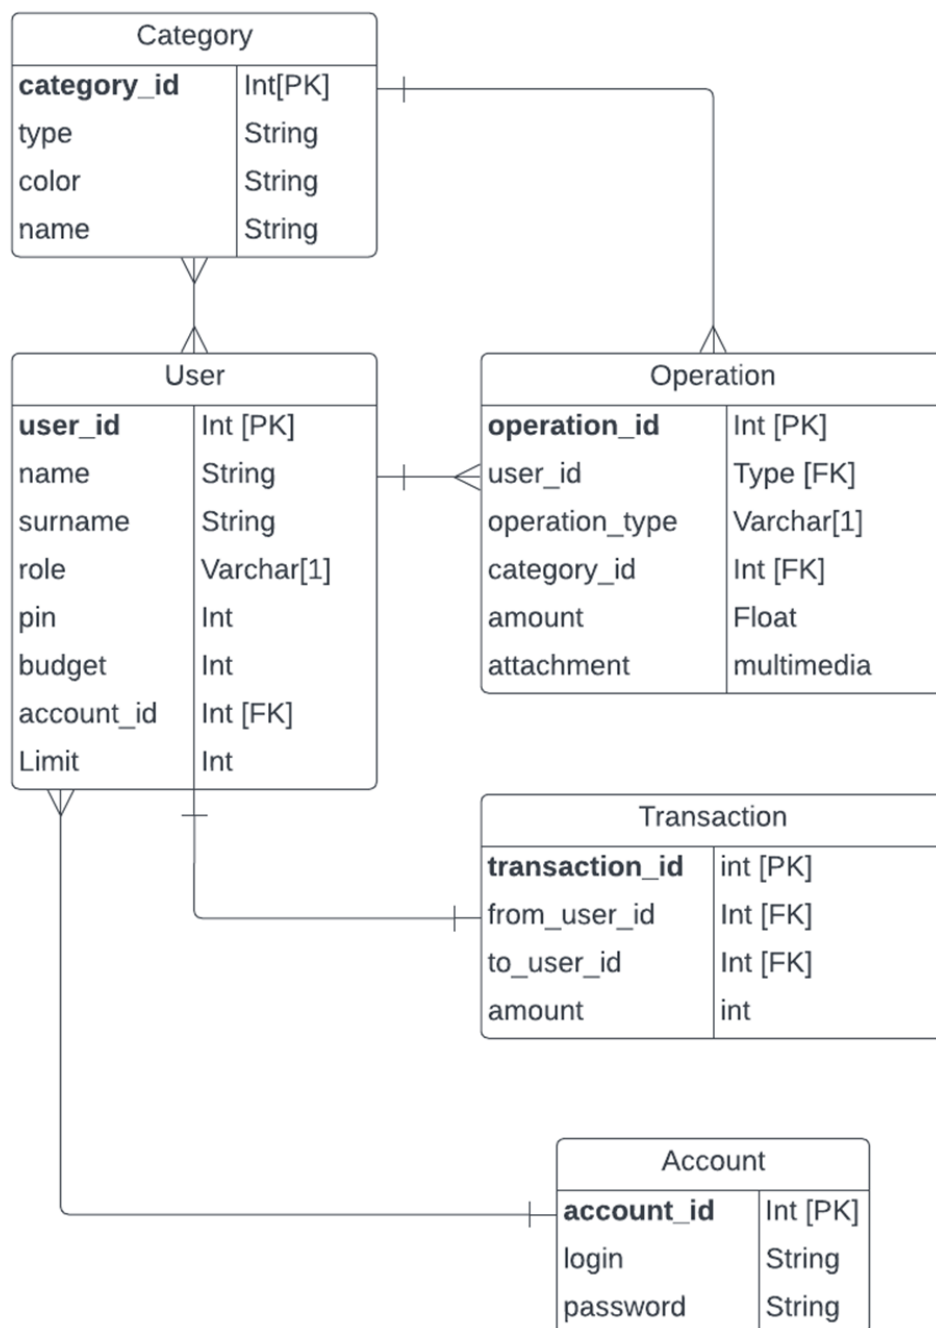 Category
category_id Int[PK]
type String
color String
name String
User
user_id Int [PK]
name String
surname String
role Varchar[1]
pin Int
budget Int
account_id Int [FK]
Limit Int
Operation
operation_id Int [PK]
user_id Type [FK]
operation_type Varchar[1]
category_id Int [FK]
amount Float
attachment multimedia
Transaction
transaction_id int [PK]
from_user_id Int [FK]
to_user_id Int [FK]
amount int
Account
account_id Int [PK]
login String
password String